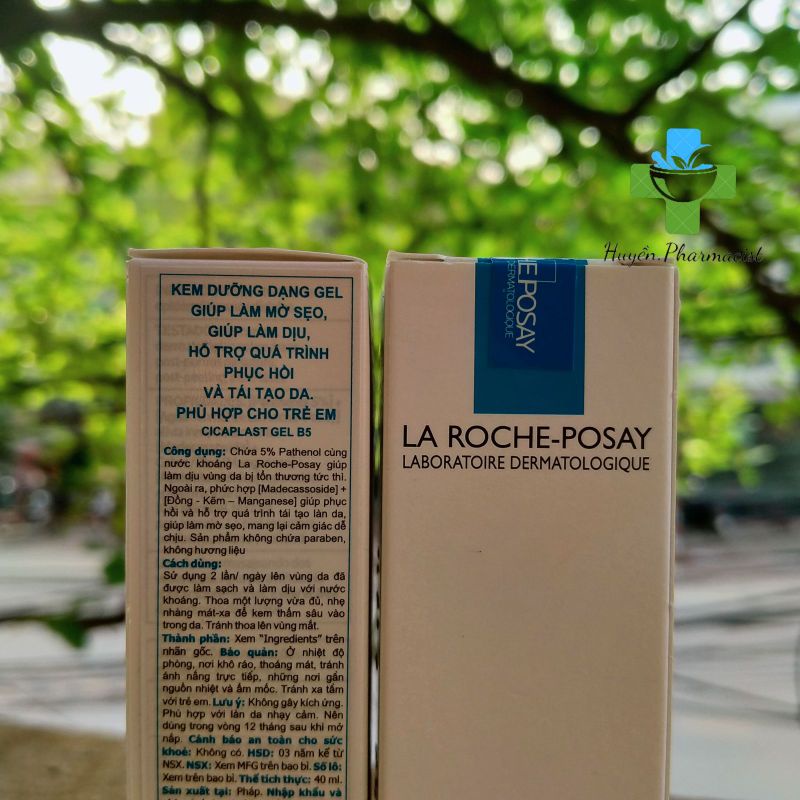 Huyền.Pharmacist
KEM DƯỠNG DẠNG GEL
GIÚP LÀM MỜ SẸO,
GIÚP LÀM DỊU,
HỖ TRỢ QUÁ TRÌNH
PHỤC HỒI
VÀ TÁI TẠO DA.
PHÙ HỢP CHO TRẺ EM
CICAPLAST GEL B5
Công dụng: Chứa 5% Pathenol cùng
nước khoáng La Roche-Posay giúp
làm dịu vùng da bị tổn thương tức thì.
Ngoài ra, phức hợp [Madecassoside] +
[Đồng - Kẽm – Manganese] giúp phục
hồi và hỗ trợ quá trình tái tạo làn da,
giúp làm mờ sẹo, mang lại cảm giác dễ
chịu. Sản phẩm không chứa paraben,
không hương liệu
Cách dùng:
Sử dụng 2 lần/ ngày lên vùng da đã
được làm sạch và làm dịu với nước
khoáng. Thoa một lượng vừa đủ, nhẹ
nhàng mát-xa để kem thấm sâu vào
trong da. Tránh thoa lên vùng mắt.
Thành phần: Xem "Ingredients" trên
nhãn gốc. Bảo quản: Ở nhiệt độ
phòng, nơi khô ráo, thoáng mát, tránh
ánh nắng trực tiếp, những nơi gần
nguồn nhiệt và ẩm mốc. Tránh xa tầm
với trẻ em. Lưu ý: Không gây kích ứng.
Phù hợp với làn da nhạy cảm. Nên
dùng trong vòng 12 tháng sau khi mở
nắp. Cảnh báo an toàn cho sức
khoẻ: Không có. HSD: 03 năm kể từ
NSX. NSX: Xem MFG trên bao bì. Số lô:
Xem trên bao bì. Thể tích thực: 40 ml.
Sản xuất tại: Pháp. Nhập khẩu và
HE POSAY
DERMATOLOGIQUE
LA ROCHE-POSAY
LABORATOIRE DERMATOLOGIQUE